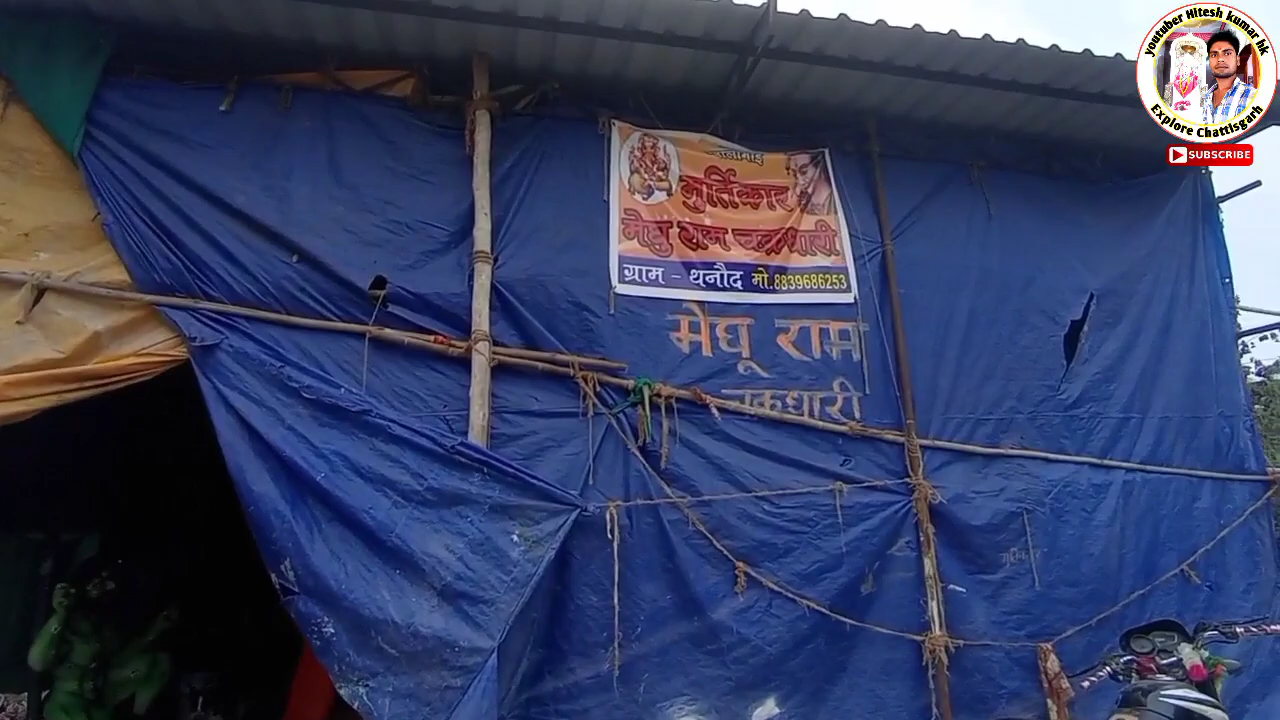 मुर्तिकार
मेघु राम चक्रधारी
ग्राम - थनौद मो.8839686253
मेघू राम
चक्रधारी
youtuber Hitesh kumar hk
Explore Chattisgarh
SUBSCRIBE